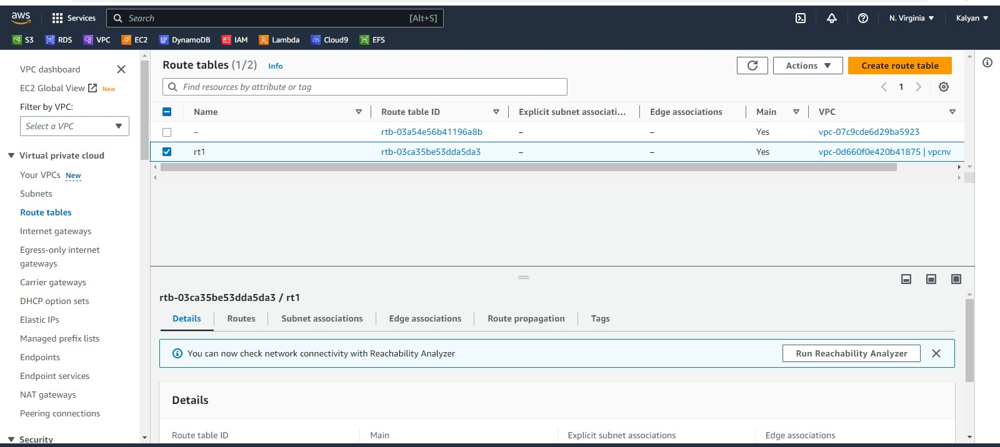 aws Services Search [Alt+S] N. Virginia Kalyan
S3 RDS VPC EC2 DynamoDB IAM Lambda Cloud9 EFS
VPC dashboard
EC2 Global View New
Filter by VPC:
Select a VPC
Virtual private cloud
Your VPCs New
Subnets
Route tables
Internet gateways
Egress-only internet
gateways
Carrier gateways
DHCP option sets
Elastic IPs
Managed prefix lists
Endpoints
Endpoint services
NAT gateways
Peering connections
Security
Route tables (1/2) Info Actions Create route table
Find resources by attribute or tag 1
Name Route table ID Explicit subnet associati... Edge associations Main VPC
– rtb-03a54e56b41196a8b – – Yes vpc-07c9cde6d29ba5923
rt1 rtb-03ca35be53dda5da3 – – Yes vpc-0d660f0e420b41875 | vpcnv
rtb-03ca35be53dda5da3 / rt1
Details Routes Subnet associations Edge associations Route propagation Tags
You can now check network connectivity with Reachability Analyzer Run Reachability Analyzer
Details
Route table ID Main Explicit subnet associations Edge associations